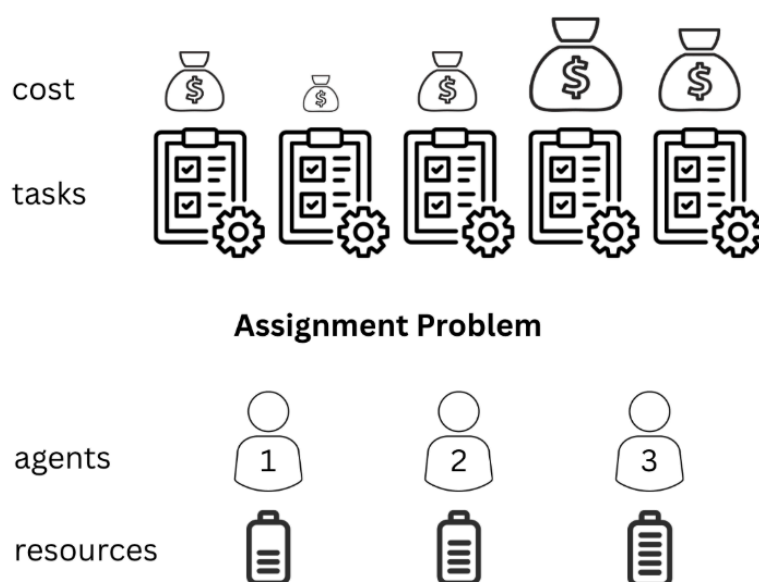 cost
$ $ $ $ $
tasks
Assignment Problem
agents
1 2 3
resources